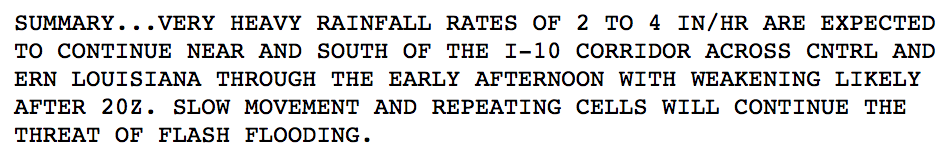 SUMMARY...VERY HEAVY RAINFALL RATES OF 2 TO 4 IN/HR ARE EXPECTED
TO CONTINUE NEAR AND SOUTH OF THE I-10 CORRIDOR ACROSS CNTRL AND
ERN LOUISIANA THROUGH THE EARLY AFTERNOON WITH WEAKENING LIKELY
AFTER 20Z. SLOW MOVEMENT AND REPEATING CELLS WILL CONTINUE THE
THREAT OF FLASH FLOODING.